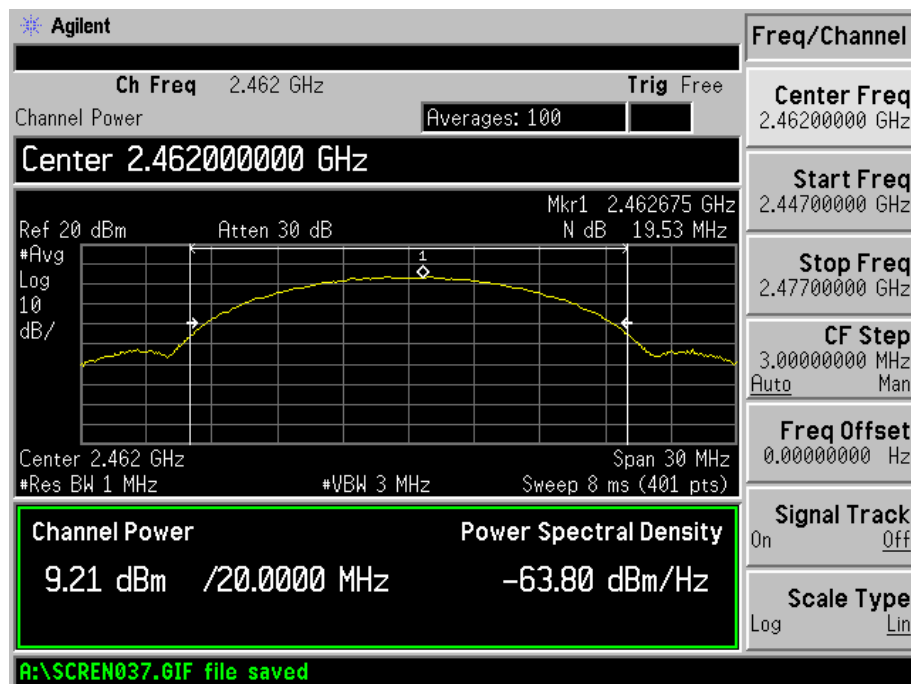 Agilent
Freq/Channel
Ch Freq 2.462 GHz Trig Free
Channel Power Averages: 100
Center 2.462000000 GHz
Mkr1 2.462675 GHz
Ref 20 dBm Atten 30 dB N dB 19.53 MHz
#Avg
Log
10
dB/
1
Center 2.462 GHz Span 30 MHz
#Res BW 1 MHz #VBW 3 MHz Sweep 8 ms (401 pts)
Channel Power Power Spectral Density
9.21 dBm /20.0000 MHz -63.80 dBm/Hz
A:\SCREN037.GIF file saved
Center Freq
2.46200000 GHz
Start Freq
2.44700000 GHz
Stop Freq
2.47700000 GHz
CF Step
3.00000000 MHz
Auto Man
Freq Offset
0.00000000 Hz
Signal Track
On Off
Scale Type
Log Lin